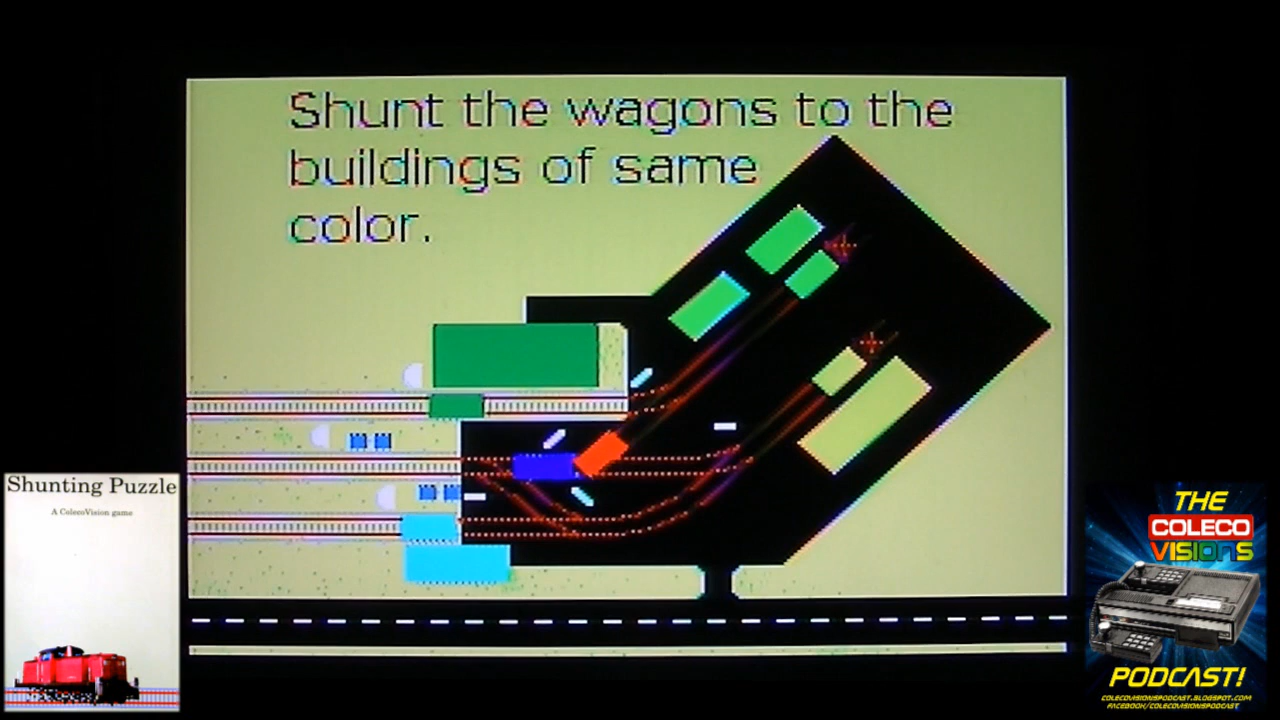 Shunt the wagons to the
buildings of same
color.
Shunting Puzzle
A ColecoVision game
THE
COLECO
VISIONS
PODCAST!
COLECOVISIONSPODCAST.BLOGSPOT.COM
FACEBOOK/COLECOVISIONSPODCAST